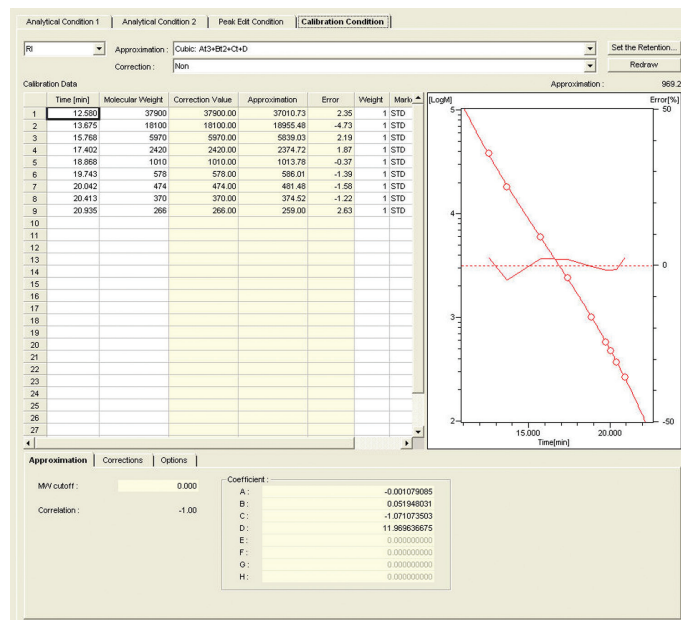 Analytical Condition 1 Analytical Condition 2 Peak Edit Condition Calibration Condition
RI Approximation : Cubic: At3+Bt2+Ct+D Set the Retention...
Correction : Non Redraw
Calibration Data Approximation : 969.2
Time [min] Molecular Weight Correction Value Approximation Error Weight Mark
1 12.580 37900 37900.00 37010.73 2.35 1 STD
2 13.675 18100 18100.00 18955.48 -4.73 1 STD
3 15.768 5970 5970.00 5839.03 2.19 1 STD
4 17.402 2420 2420.00 2374.72 1.87 1 STD
5 18.868 1010 1010.00 1013.78 -0.37 1 STD
6 19.743 578 578.00 586.01 -1.39 1 STD
7 20.042 474 474.00 481.48 -1.58 1 STD
8 20.413 370 370.00 374.52 -1.22 1 STD
9 20.935 266 266.00 259.00 2.63 1 STD
10
11
12
13
14
15
16
17
18
19
20
21
22
23
24
25
26
27
[LogM] Error[%]
5 50
4
0
3
2 -50
15.000 20.000
Time[min]
Approximation Corrections Options
MW cutoff : 0.000
Correlation : -1.00
Coefficient :
A : -0.001079085
B : 0.051948031
C : -1.071073503
D : 11.969636675
E : 0.000000000
F : 0.000000000
G : 0.000000000
H : 0.000000000